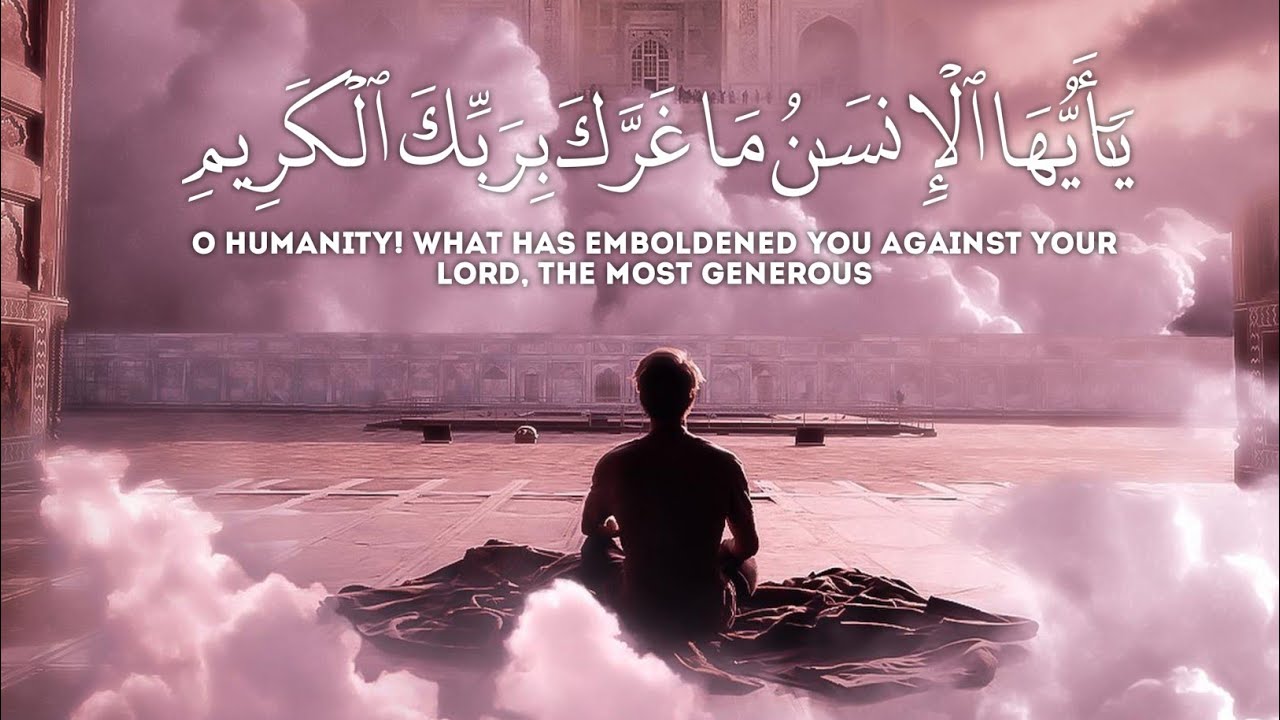 يَـٰٓأَيُّهَا ٱلْإِنسَـٰنُ مَا غَرَّكَ بِرَبِّكَ ٱلْكَرِيمِ
O HUMANITY! WHAT HAS EMBOLDENED YOU AGAINST YOUR
LORD, THE MOST GENEROUS